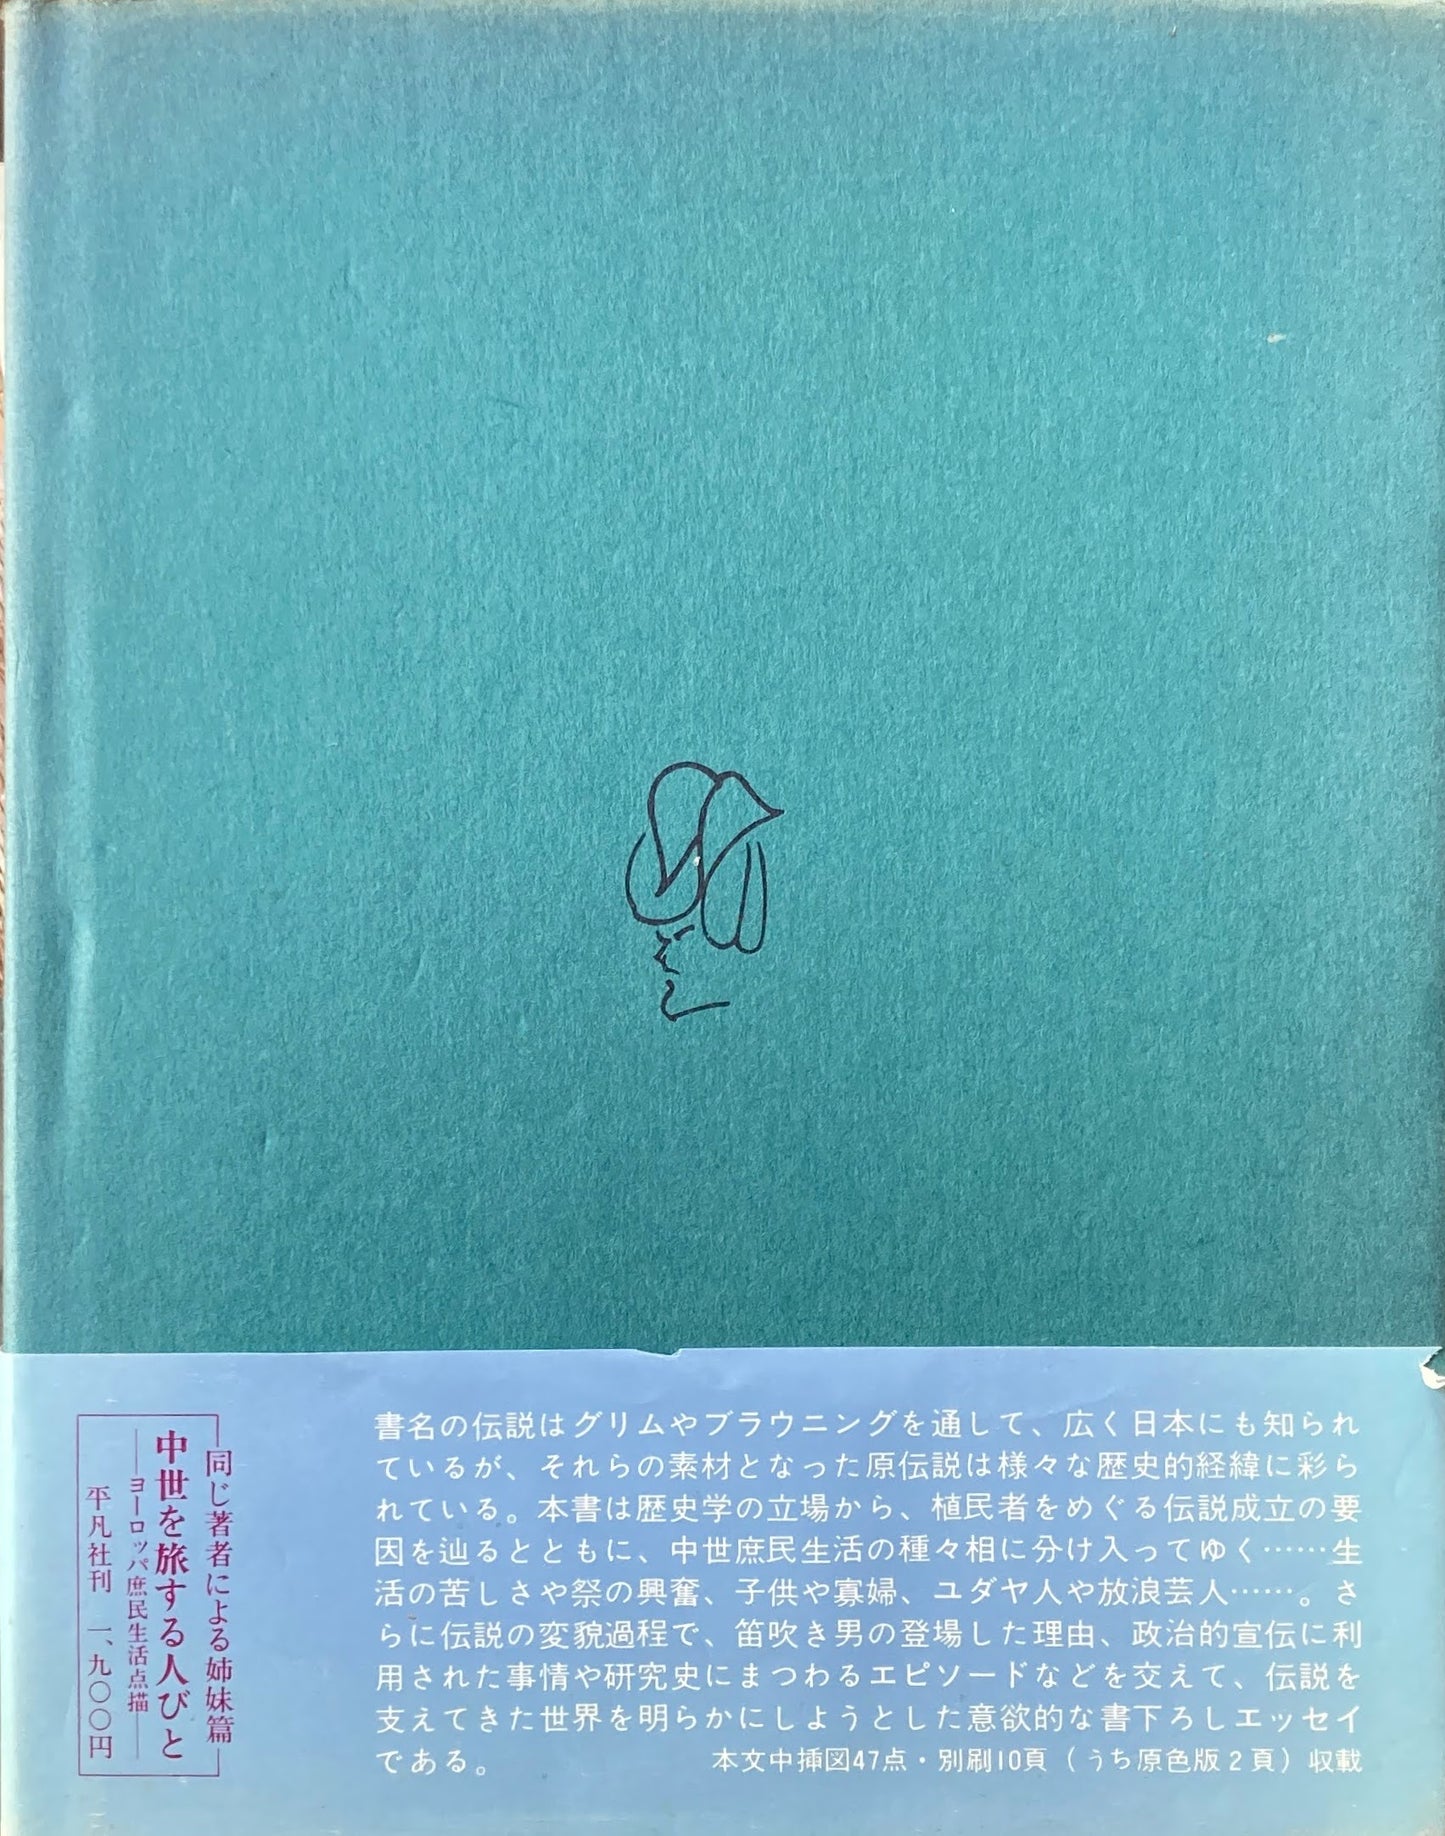 書名の伝説はグリムやブラウニングを通して、広く日本にも知られ
ているが、それらの素材となった原伝説は様々な歴史的経緯に彩ら
れている。本書は歴史学の立場から、植民者をめぐる伝説成立の要
因を辿るとともに、中世庶民生活の種々相に分け入ってゆく……生
活の苦しさや祭の興奮、子供や寡婦、ユダヤ人や放浪芸人……。さ
らに伝説の変貌過程で、笛吹き男の登場した理由、政治的宣伝に利
用された事情や研究史にまつわるエピソードなどを交えて、伝説を
支えてきた世界を明らかにしようとした意欲的な書下ろしエッセイ
である。
本文中挿図47点・別刷10頁（うち原色版2頁）収載
同じ著者による姉妹篇
中世を旅する人びと
——ヨーロッパ庶民生活点描——
平凡社刊 一、九〇〇円